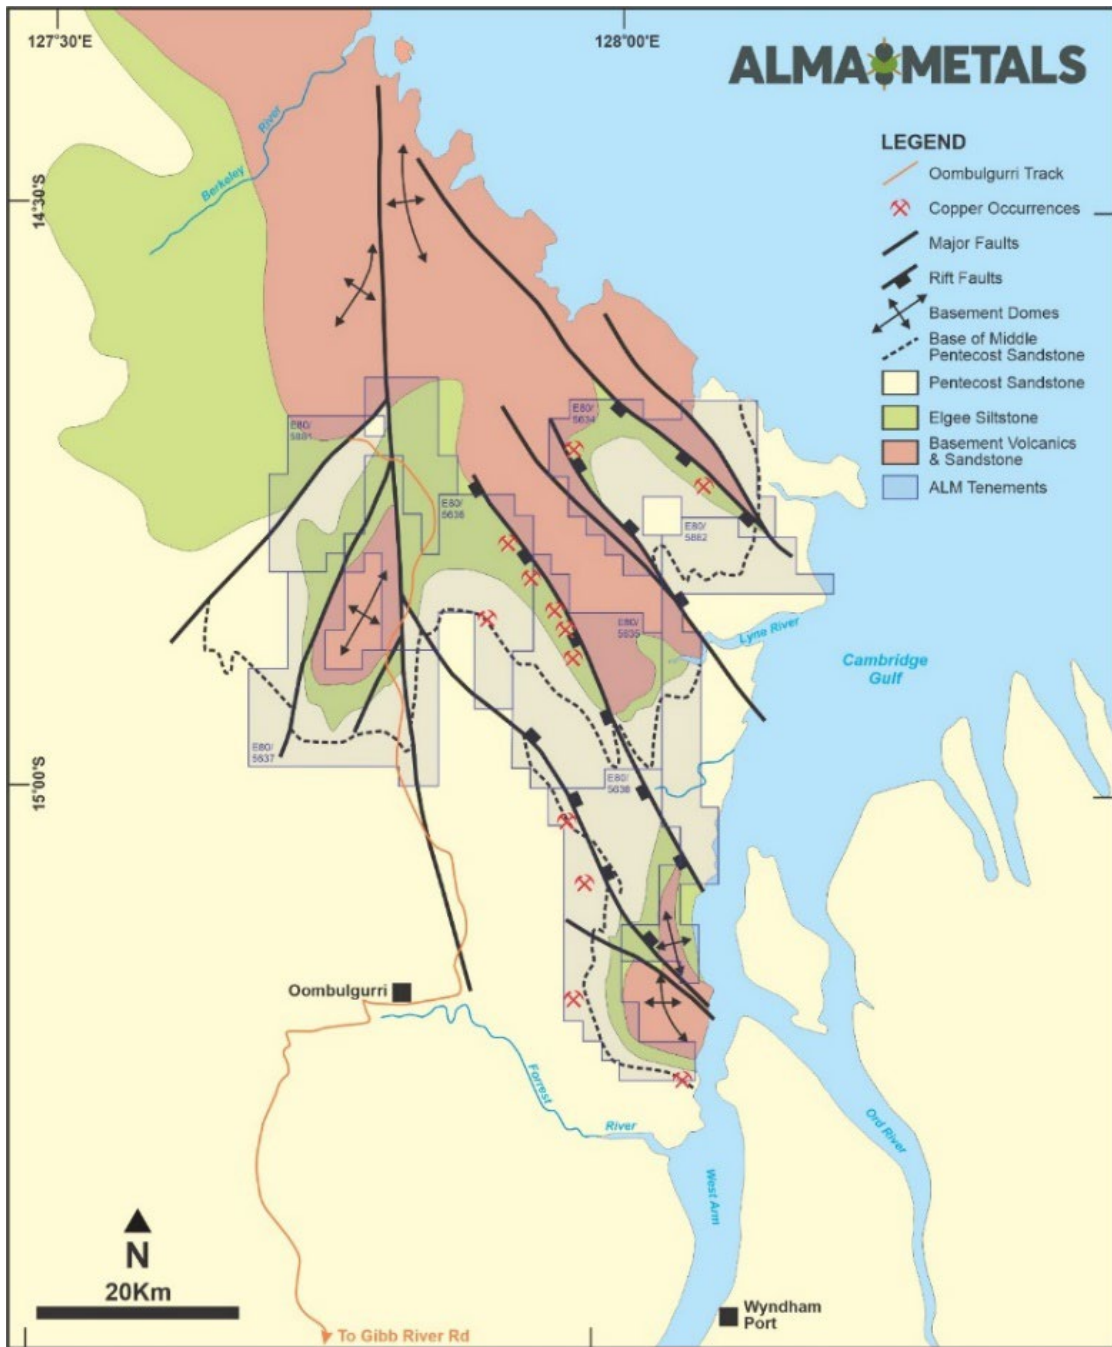 127°30'E
128°00'E
ALMA METALS
14°30'S
15°00'S
Berkeley
River
LEGEND
Oombulgurri Track
Copper Occurrences
Major Faults
Rift Faults
Basement Domes
Base of Middle
Pentecost Sandstone
Pentecost Sandstone
Elgee Siltstone
Basement Volcanics
& Sandstone
ALM Tenements
E80/
5881
E80/
5634
E80/
5636
E80/
5882
E80/
5635
Lyne River
Cambridge
Gulf
E80/
5637
E80/
5638
Oombulgurri
Forrest
River
Ord River
West Arm
N
20Km
To Gibb River Rd
Wyndham
Port